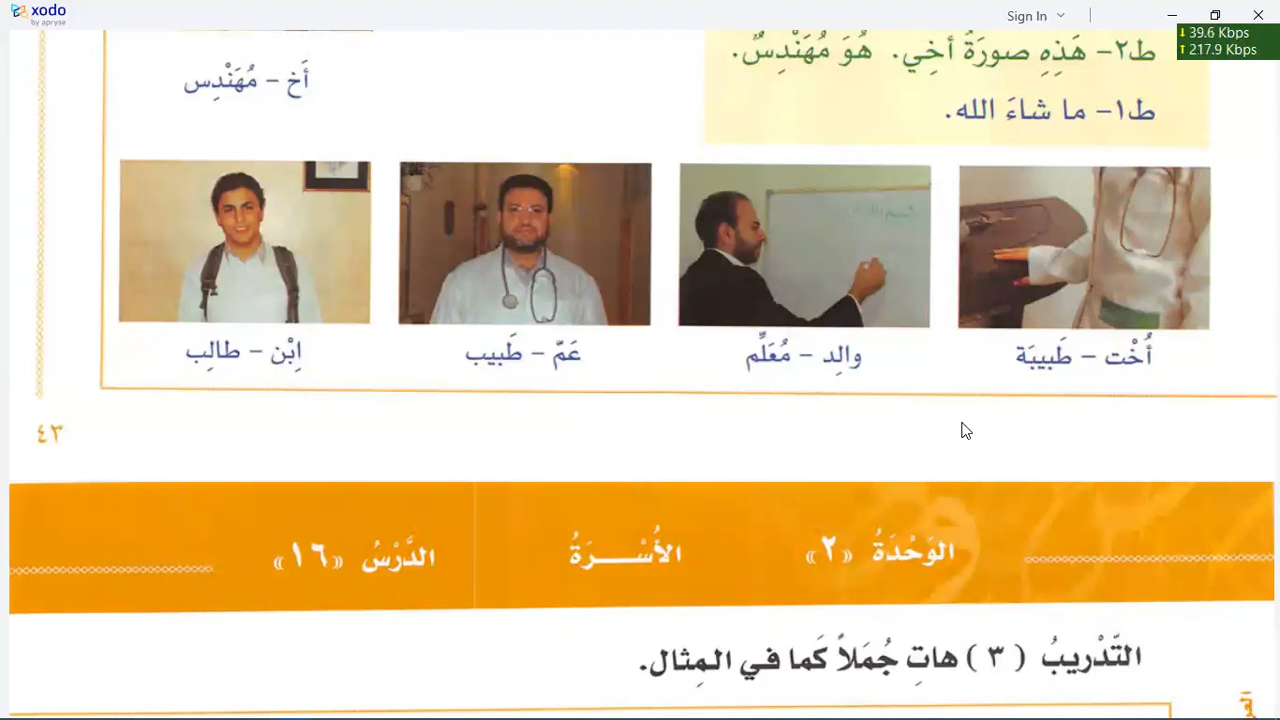 xodo
by apryse
Sign In
39.6 Kbps
217.9 Kbps
ط٢- هَذِهِ صورَةُ أخِي. هُوَ مُهَنْدِسٌ.
ط١- ما شاءَ الله.
أَخ - مُهَنْدِس
أُخْت - طَبيبَة
والِد - مُعَلِّم
عَمّ - طَبيب
اِبْن - طالِب
٤٣
الوَحْدَةُ «٢» الأُسْـــرَةُ الدَّرْسُ «١٦»
التّدْريبُ (٣) هاتِ جُمَلاً كَما في المِثال.